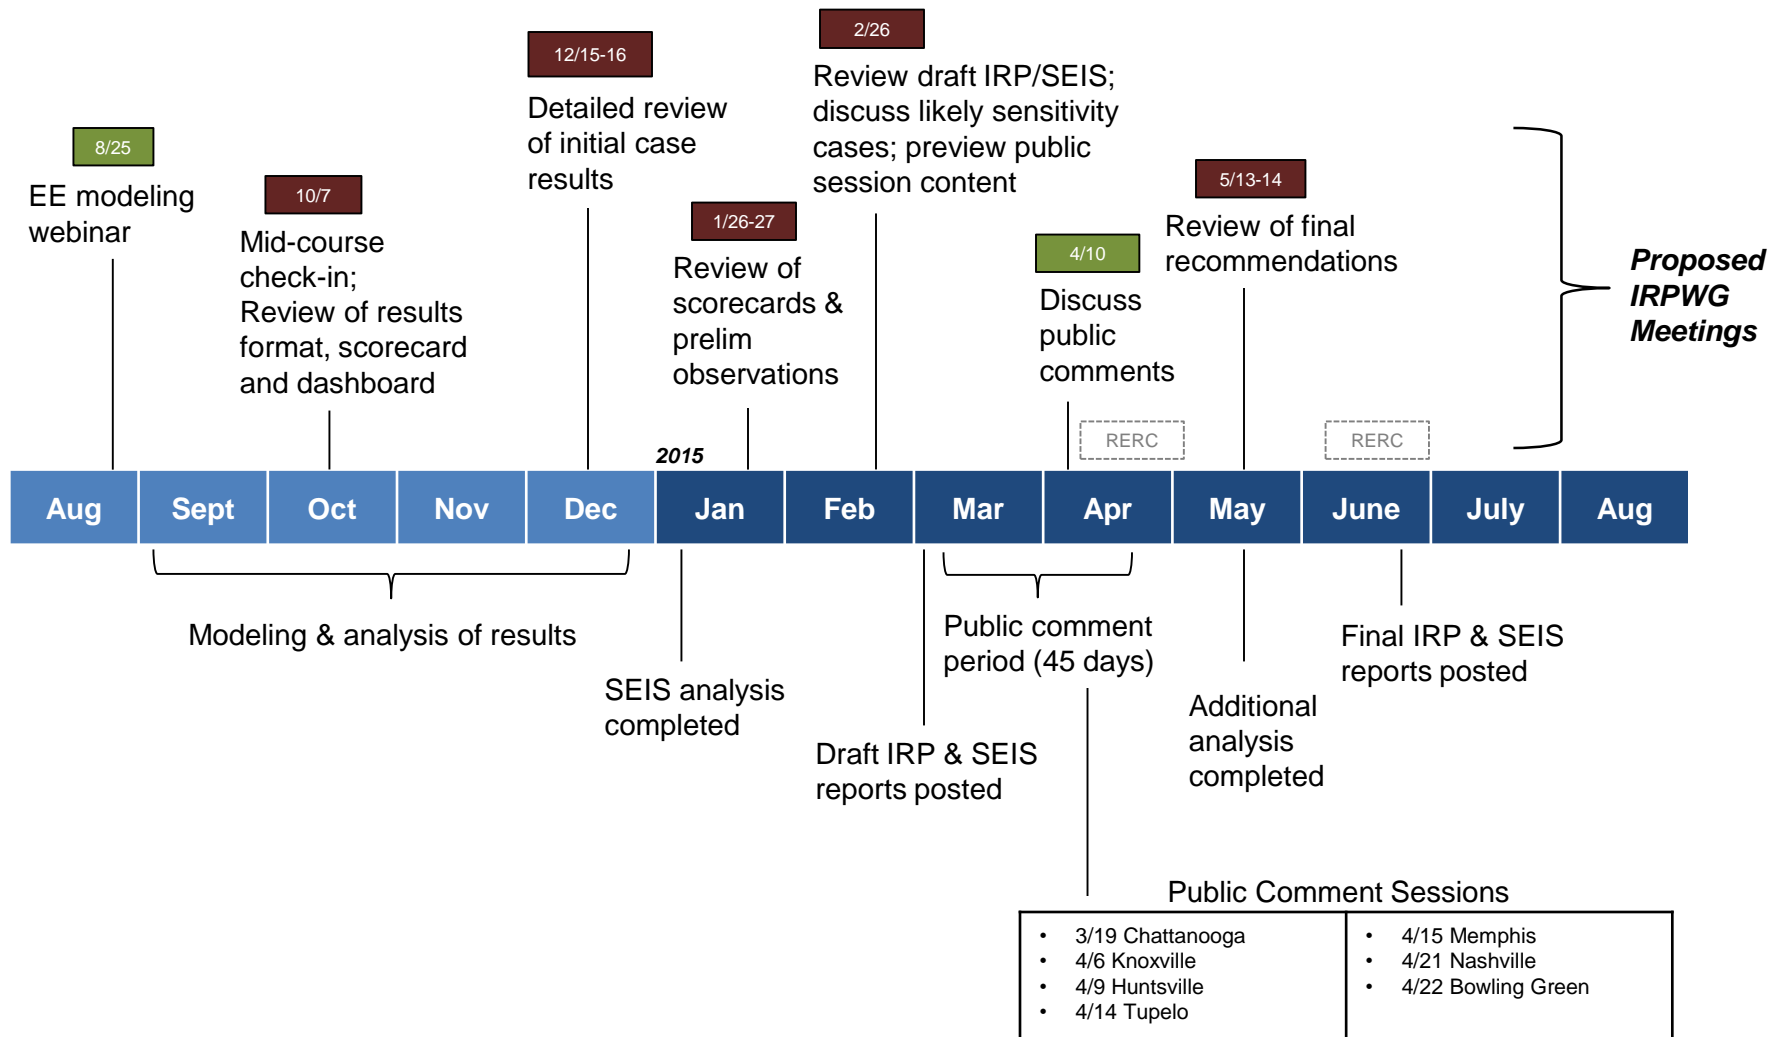 8/25
EE modeling
webinar
10/7
Mid-course
check-in;
Review of results
format, scorecard
and dashboard
12/15-16
Detailed review
of initial case
results
1/26-27
Review of
scorecards &
prelim
observations
2/26
Review draft IRP/SEIS;
discuss likely sensitivity
cases; preview public
session content
4/10
Discuss
public
comments
5/13-14
Review of final
recommendations
Proposed
IRPWG
Meetings
RERC
RERC
2015
Aug Sept Oct Nov Dec Jan Feb Mar Apr May June July Aug
Modeling & analysis of results
SEIS analysis
completed
Draft IRP & SEIS
reports posted
Public comment
period (45 days)
Additional
analysis
completed
Final IRP & SEIS
reports posted
Public Comment Sessions
• 3/19 Chattanooga
• 4/6 Knoxville
• 4/9 Huntsville
• 4/14 Tupelo
• 4/15 Memphis
• 4/21 Nashville
• 4/22 Bowling Green